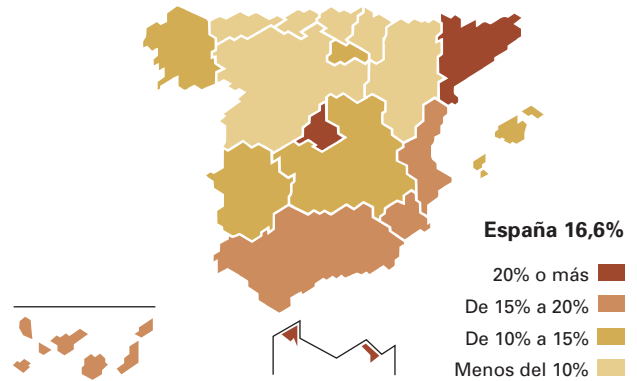 España 16,6%
20% o más
De 15% a 20%
De 10% a 15%
Menos del 10%